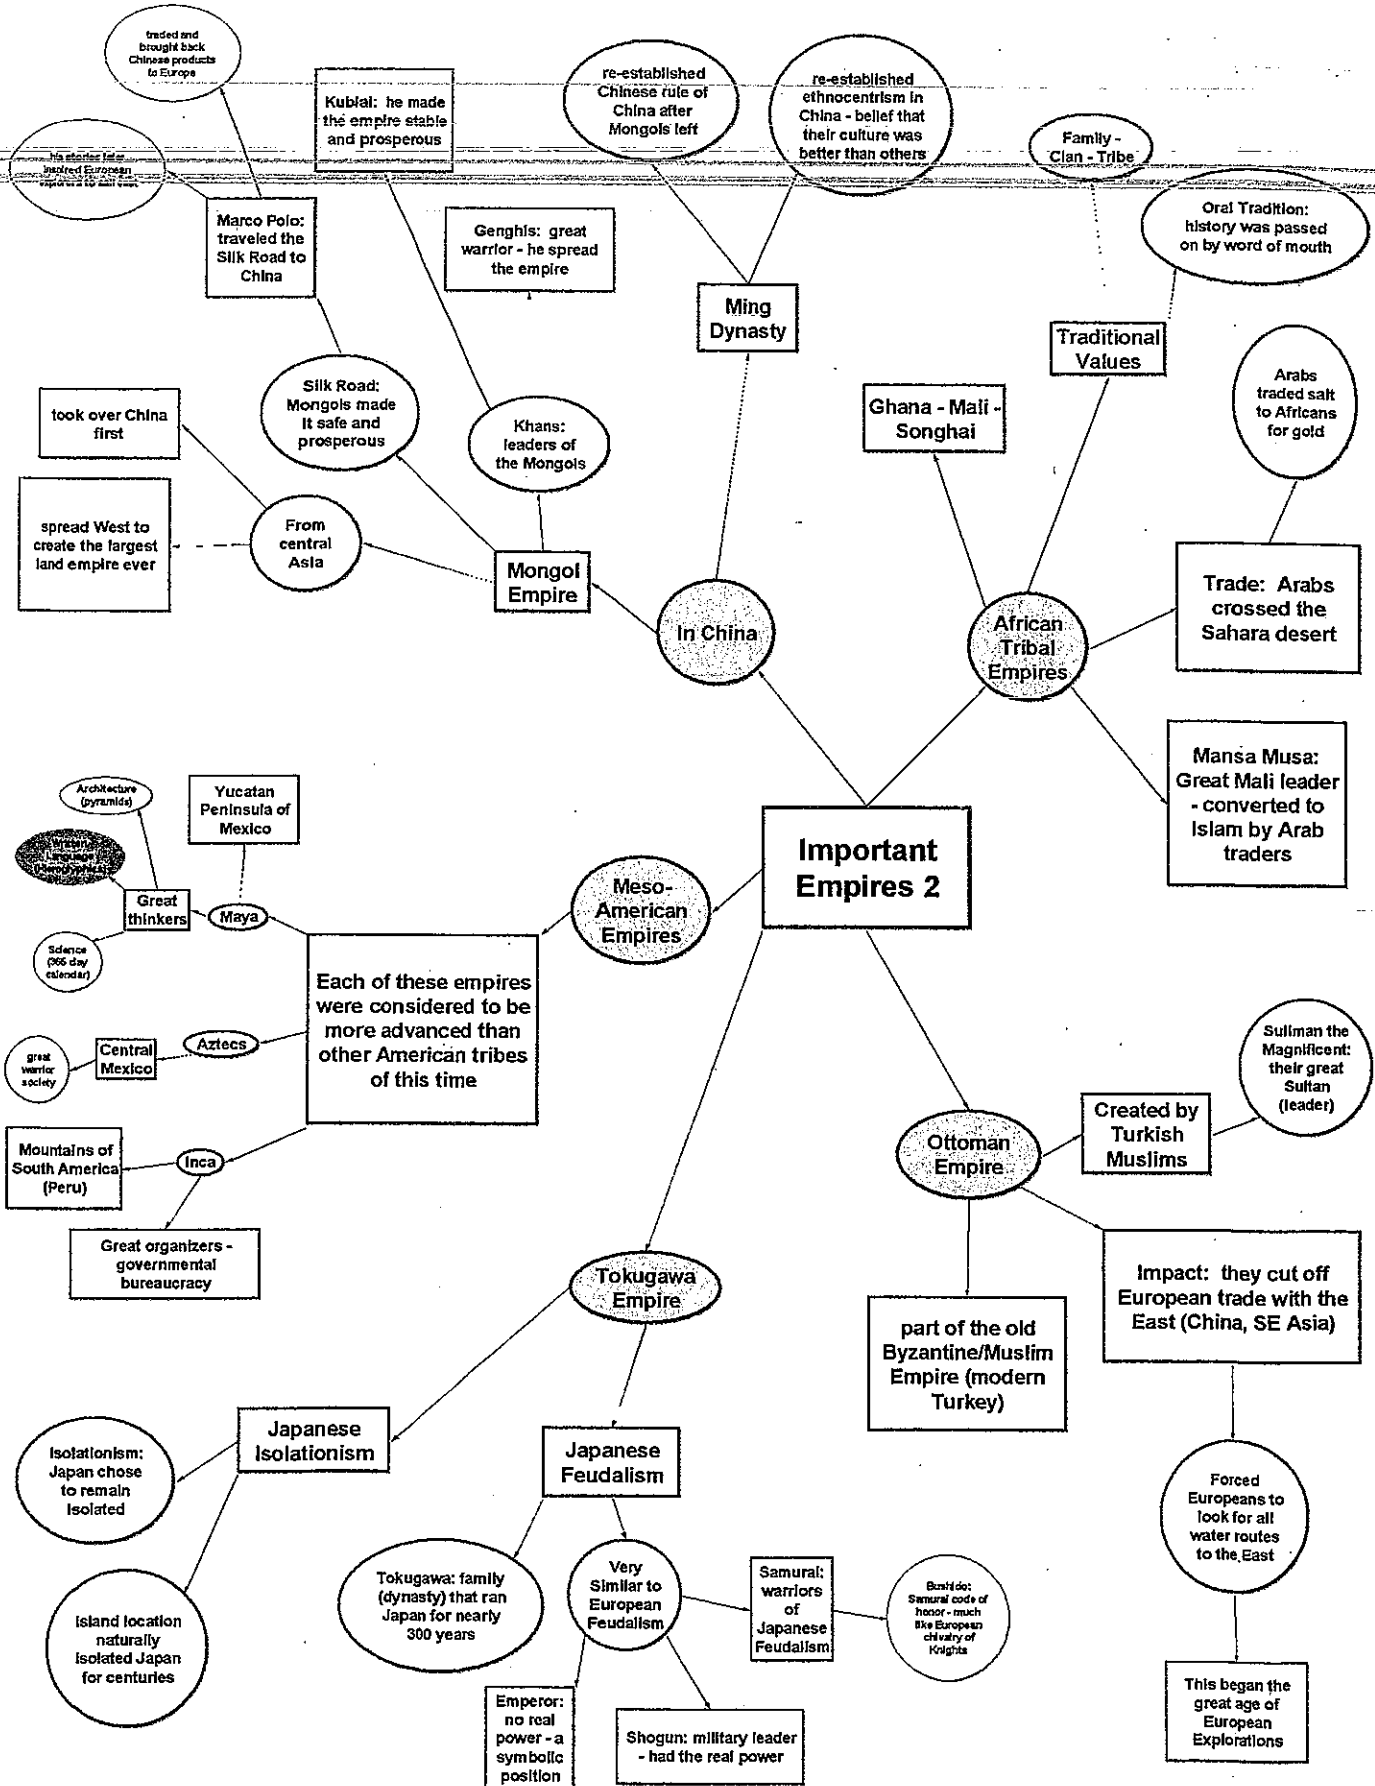 traded and
brought back
Chinese products
to Europe
his stories later
inspired European
explorers to sail east
Kublai: he made
the empire stable
and prosperous
Marco Polo:
traveled the
Silk Road to
China
Genghis: great
warrior - he spread
the empire
re-established
Chinese rule of
China after
Mongols left
re-established
ethnocentrism in
China - belief that
their culture was
better than others
Family -
Clan - Tribe
Oral Tradition:
history was passed
on by word of mouth
Ming
Dynasty
Traditional
Values
Arabs
traded salt
to Africans
for gold
took over China
first
Silk Road:
Mongols made
it safe and
prosperous
Khans:
leaders of
the Mongols
Ghana - Mali -
Songhai
spread West to
create the largest
land empire ever
From
central
Asia
Mongol
Empire
In China
African
Tribal
Empires
Trade: Arabs
crossed the
Sahara desert
Mansa Musa:
Great Mali leader
- converted to
Islam by Arab
traders
Important
Empires 2
Meso-
American
Empires
Architecture
(pyramids)
Yucatan
Peninsula of
Mexico
Written
Language
(Hieroglyphics)
Great
thinkers
Maya
Science
(365 day
calendar)
Each of these empires
were considered to be
more advanced than
other American tribes
of this time
great
warrior
society
Central
Mexico
Aztecs
Mountains of
South America
(Peru)
Inca
Great organizers -
governmental
bureaucracy
Suliman the
Magnificent:
their great
Sultan
(leader)
Created by
Turkish
Muslims
Ottoman
Empire
Impact: they cut off
European trade with the
East (China, SE Asia)
part of the old
Byzantine/Muslim
Empire (modern
Turkey)
Forced
Europeans to
look for all
water routes
to the East
This began the
great age of
European
Explorations
Tokugawa
Empire
Japanese
Isolationism
Isolationism:
Japan chose
to remain
Isolated
Island location
naturally
isolated Japan
for centuries
Japanese
Feudalism
Tokugawa: family
(dynasty) that ran
Japan for nearly
300 years
Very
Similar to
European
Feudalism
Samurai:
warriors
of
Japanese
Feudalism
Bushido:
Samurai code of
honor - much
like European
chivalry of
Knights
Emperor:
no real
power - a
symbolic
position
Shogun: military leader
- had the real power